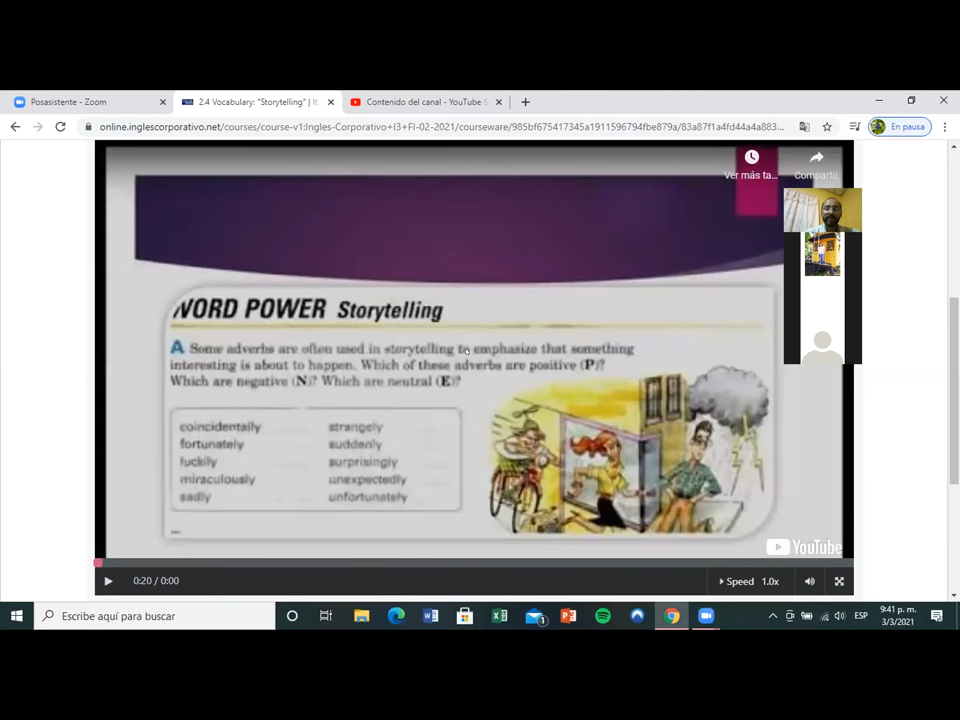 Posasistente - Zoom
2.4 Vocabulary: "Storytelling" | It
Contenido del canal - YouTube S
online.inglescorporativo.net/courses/course-v1:Ingles-Corporativo+I3+FI-02-2021/courseware/985bf675417345a1911596794fbe879a/83a87f1a4fd44a4a883...
En pausa
Ver más ta...
Compartir
WORD POWER Storytelling
A Some adverbs are often used in storytelling to emphasize that something
interesting is about to happen. Which of these adverbs are positive (P)?
Which are negative (N)? Which are neutral (E)?
coincidentally
fortunately
luckily
miraculously
sadly
strangely
suddenly
surprisingly
unexpectedly
unfortunately
YouTube
0:20 / 0:00
Speed 1.0x
Escribe aquí para buscar
1
ESP
9:41 p. m.
3/3/2021